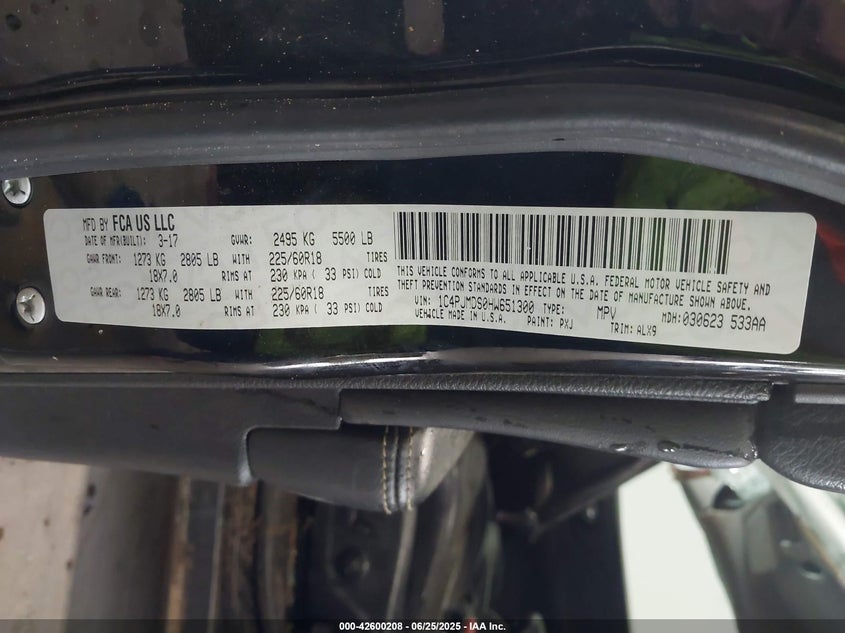 MFD BY FCA US LLC
DATE OF MFR(BUILT): 3-17 GVWR: 2495 KG 5500 LB
GAWR FRONT: 1273 KG 2805 LB WITH 225/60R18 TIRES
18X7.0 RIMS AT 230 KPA( 33 PSI) COLD
GAWR REAR: 1273 KG 2805 LB WITH 225/60R18 TIRES
18X7.0 RIMS AT 230 KPA( 33 PSI) COLD
THIS VEHICLE CONFORMS TO ALL APPLICABLE U.S.A. FEDERAL MOTOR VEHICLE SAFETY AND
THEFT PREVENTION STANDARDS IN EFFECT ON THE DATE OF MANUFACTURE SHOWN ABOVE.
VIN: 1C4PJMDS0HW651300 TYPE: MPV MDH:030623 533AA
VEHICLE MADE IN U.S.A. PAINT: PXJ TRIM: ALX9
000-42600208 - 06/25/2025 - IAA Inc.